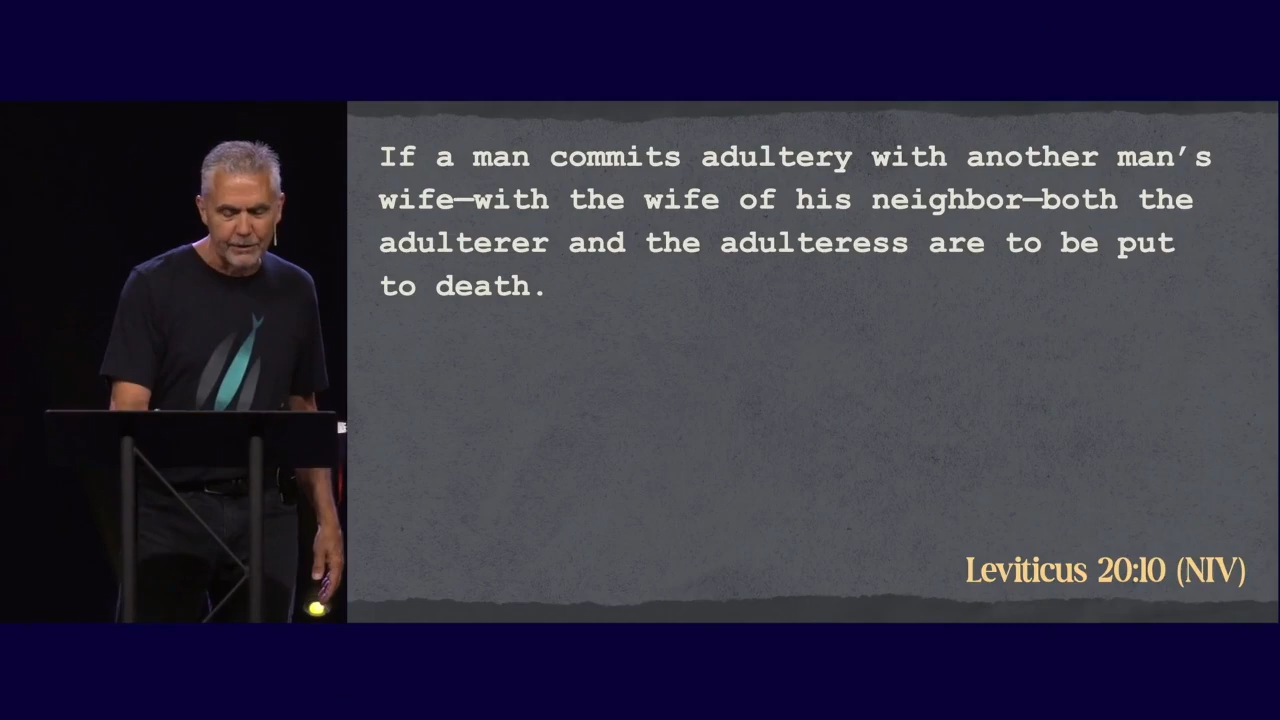 If a man commits adultery with another man’s
wife—with the wife of his neighbor—both the
adulterer and the adulteress are to be put
to death.
Leviticus 20:10 (NIV)